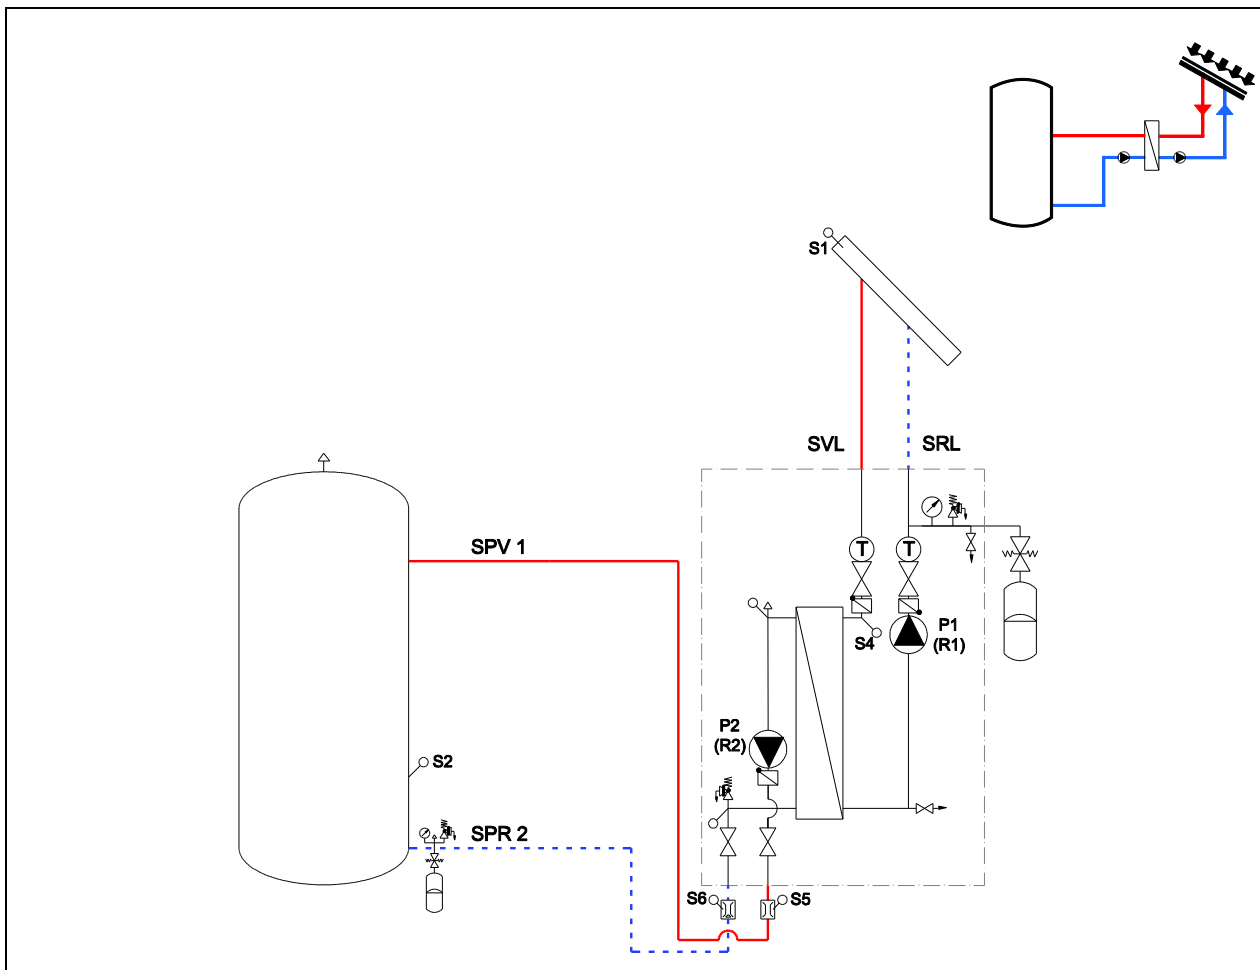 S1
SVL SRL
SPV 1
T T
P1
(R1)
S4
P2
(R2)
S2
SPR 2
S6 S5